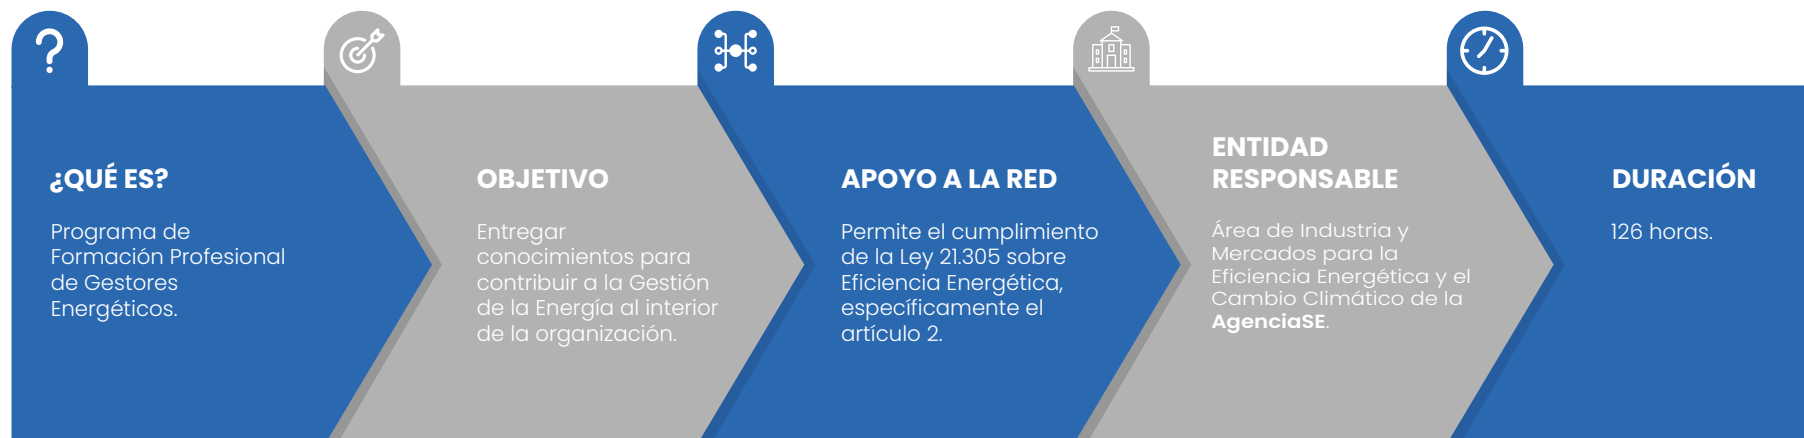 ¿QUÉ ES?
Programa de
Formación Profesional
de Gestores
Energéticos.
OBJETIVO
Entregar
conocimientos para
contribuir a la Gestión
de la Energía al interior
de la organización.
APOYO A LA RED
Permite el cumplimiento
de la Ley 21.305 sobre
Eficiencia Energética,
específicamente el
artículo 2.
ENTIDAD
RESPONSABLE
Área de Industria y
Mercados para la
Eficiencia Energética y el
Cambio Climático de la
AgenciaSE.
DURACIÓN
126 horas.